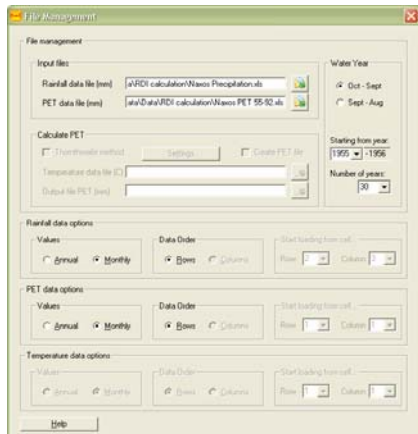 File Management
File management
Input files
Rainfall data file (mm) a\RDI calculation\Naxos Precipitation.xls
PET data file (mm) ata\Data\RDI calculation\Naxos PET 55-92.xls
Water Year
Oct - Sept
Sept - Aug
Calculate PET
Thornthwaite method Settings Create PET file
Temperature data file (C)
Output file PET (mm)
Starting from year:
1955 -1956
Number of years:
30
Rainfall data options
Values Data Order Start loading from cell...
Annual Monthly Rows Columns Row 2 Column 3
PET data options
Values Data Order Start loading from cell...
Annual Monthly Rows Columns Row 1 Column 1
Temperature data options
Values Data Order Start loading from cell...
Annual Monthly Rows Columns Row 1 Column 1
Help